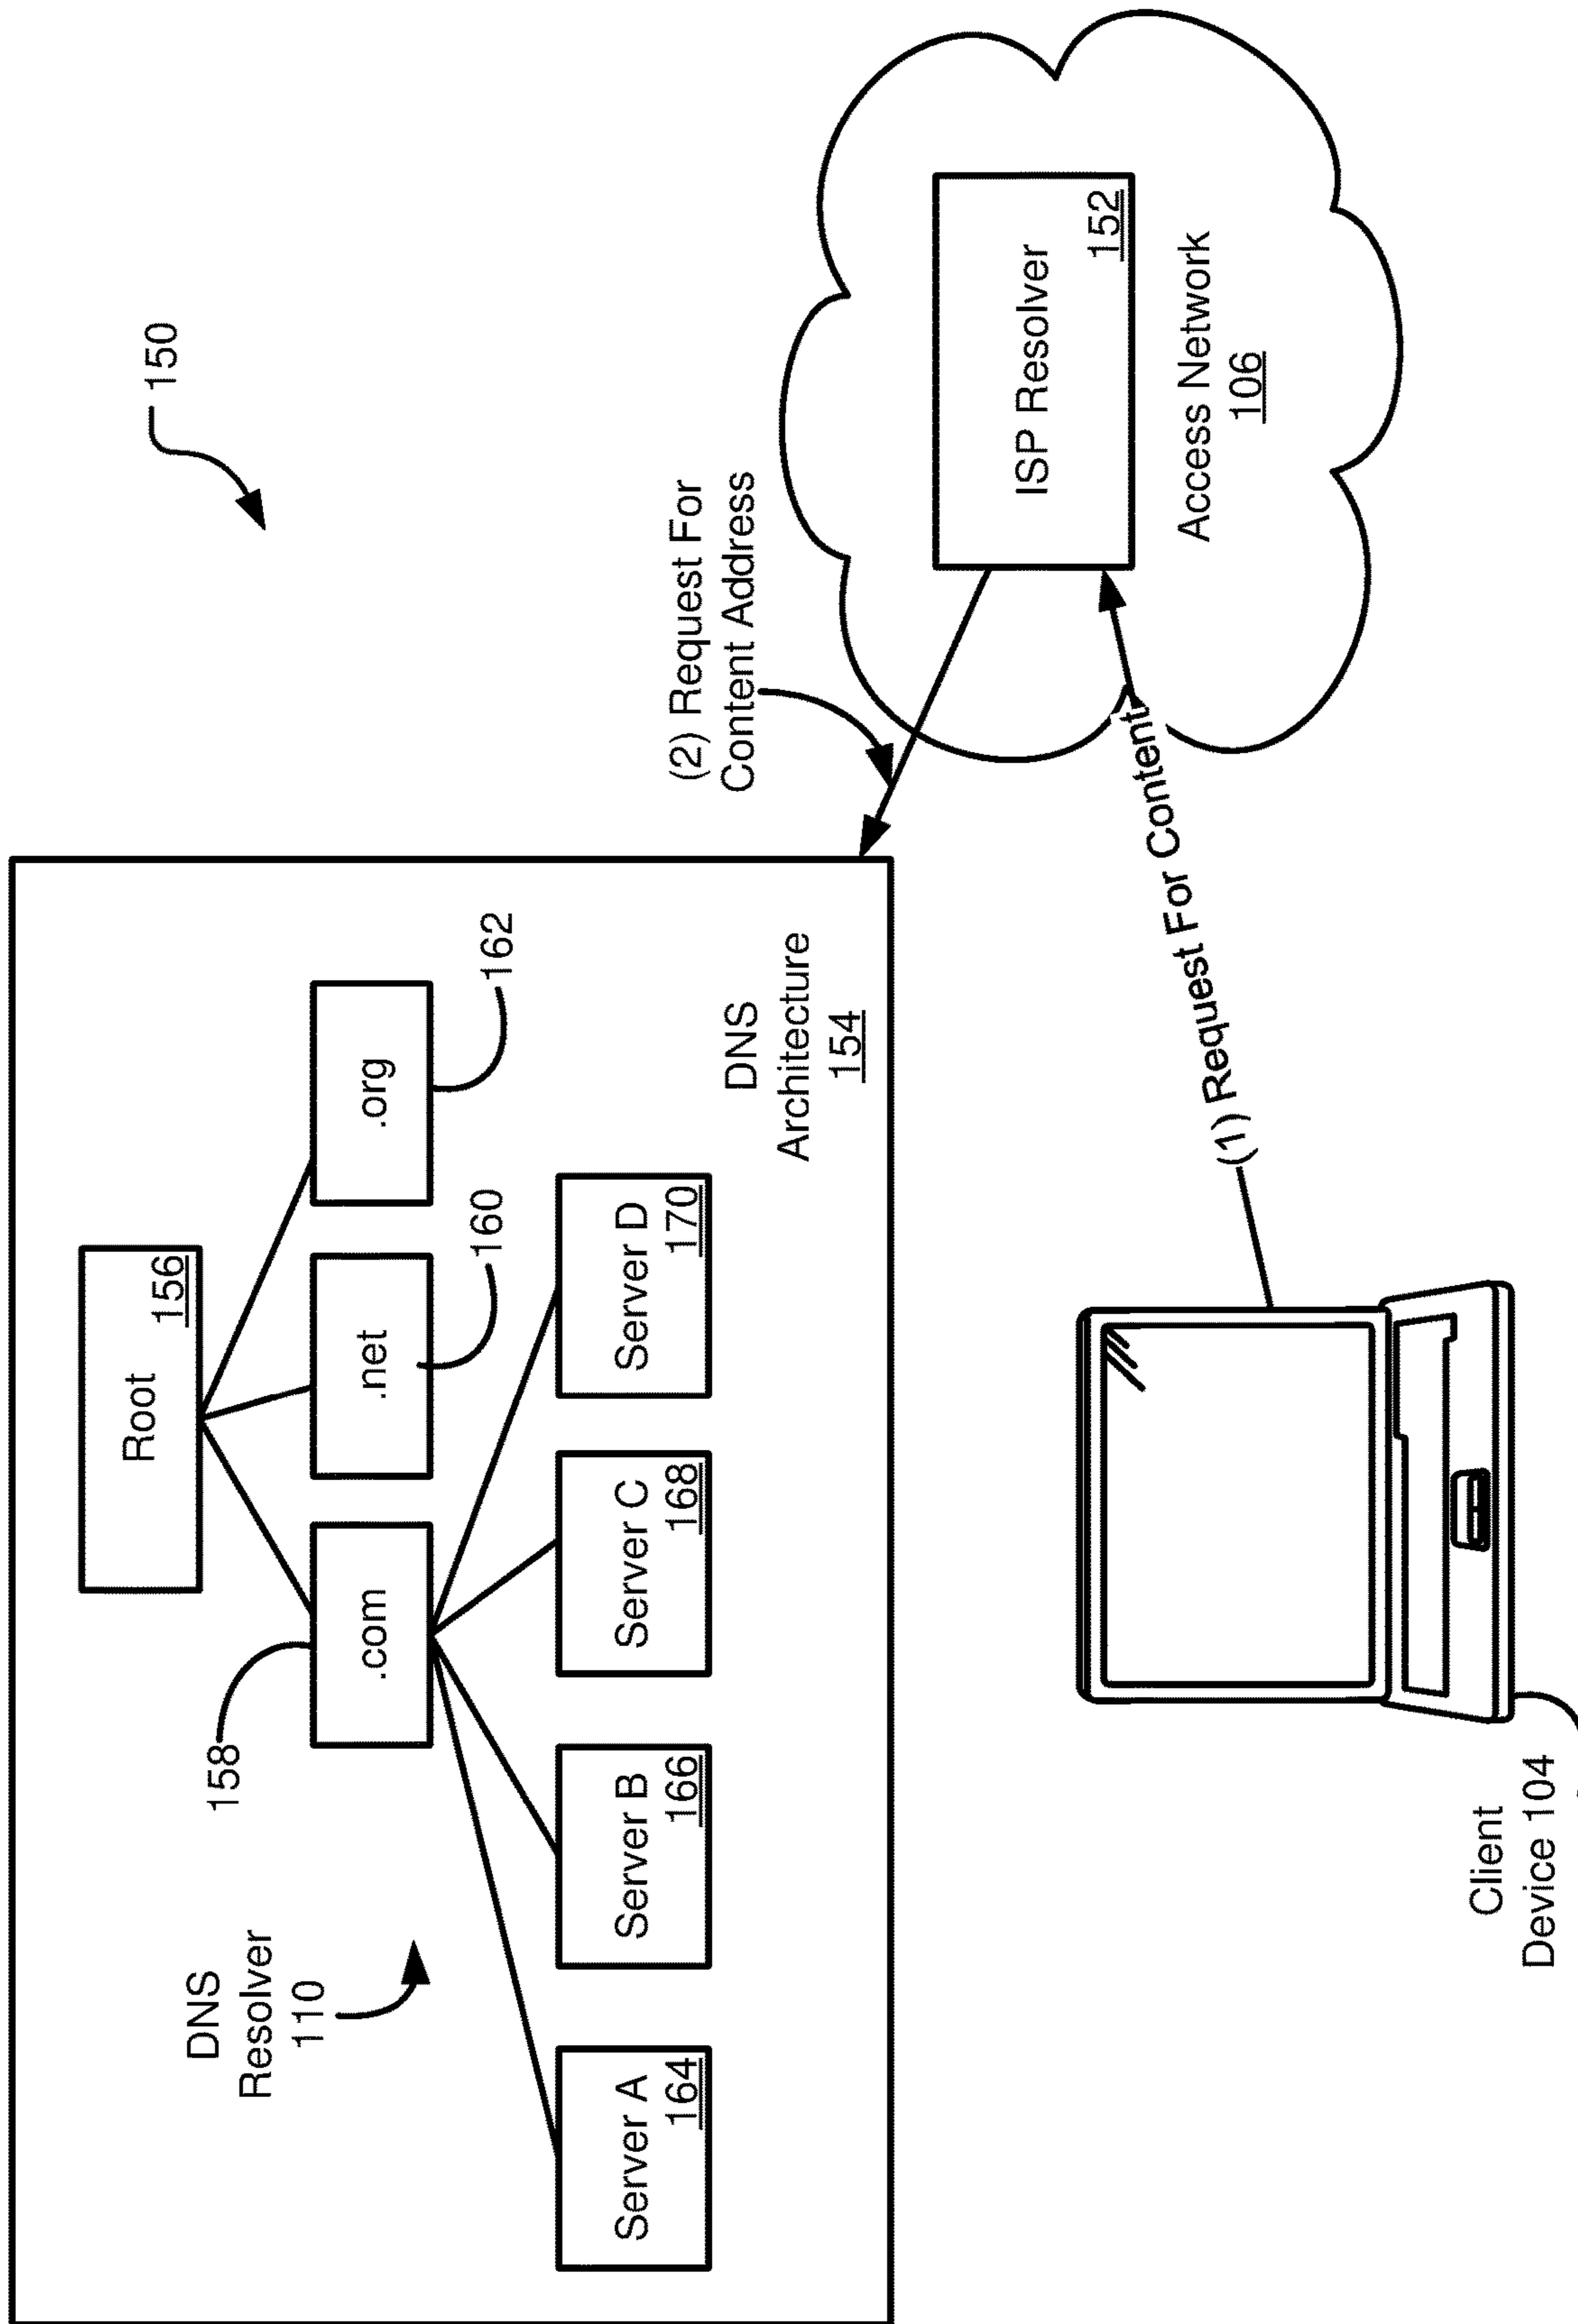 150
Root
156
158
.com
.net
160
.org
162
DNS
Resolver
110
Server A
164
Server B
166
Server C
168
Server D
170
DNS
Architecture
154
(2) Request For
Content Address
ISP Resolver
152
Access Network
106
(1) Request For Content
Client
Device 104